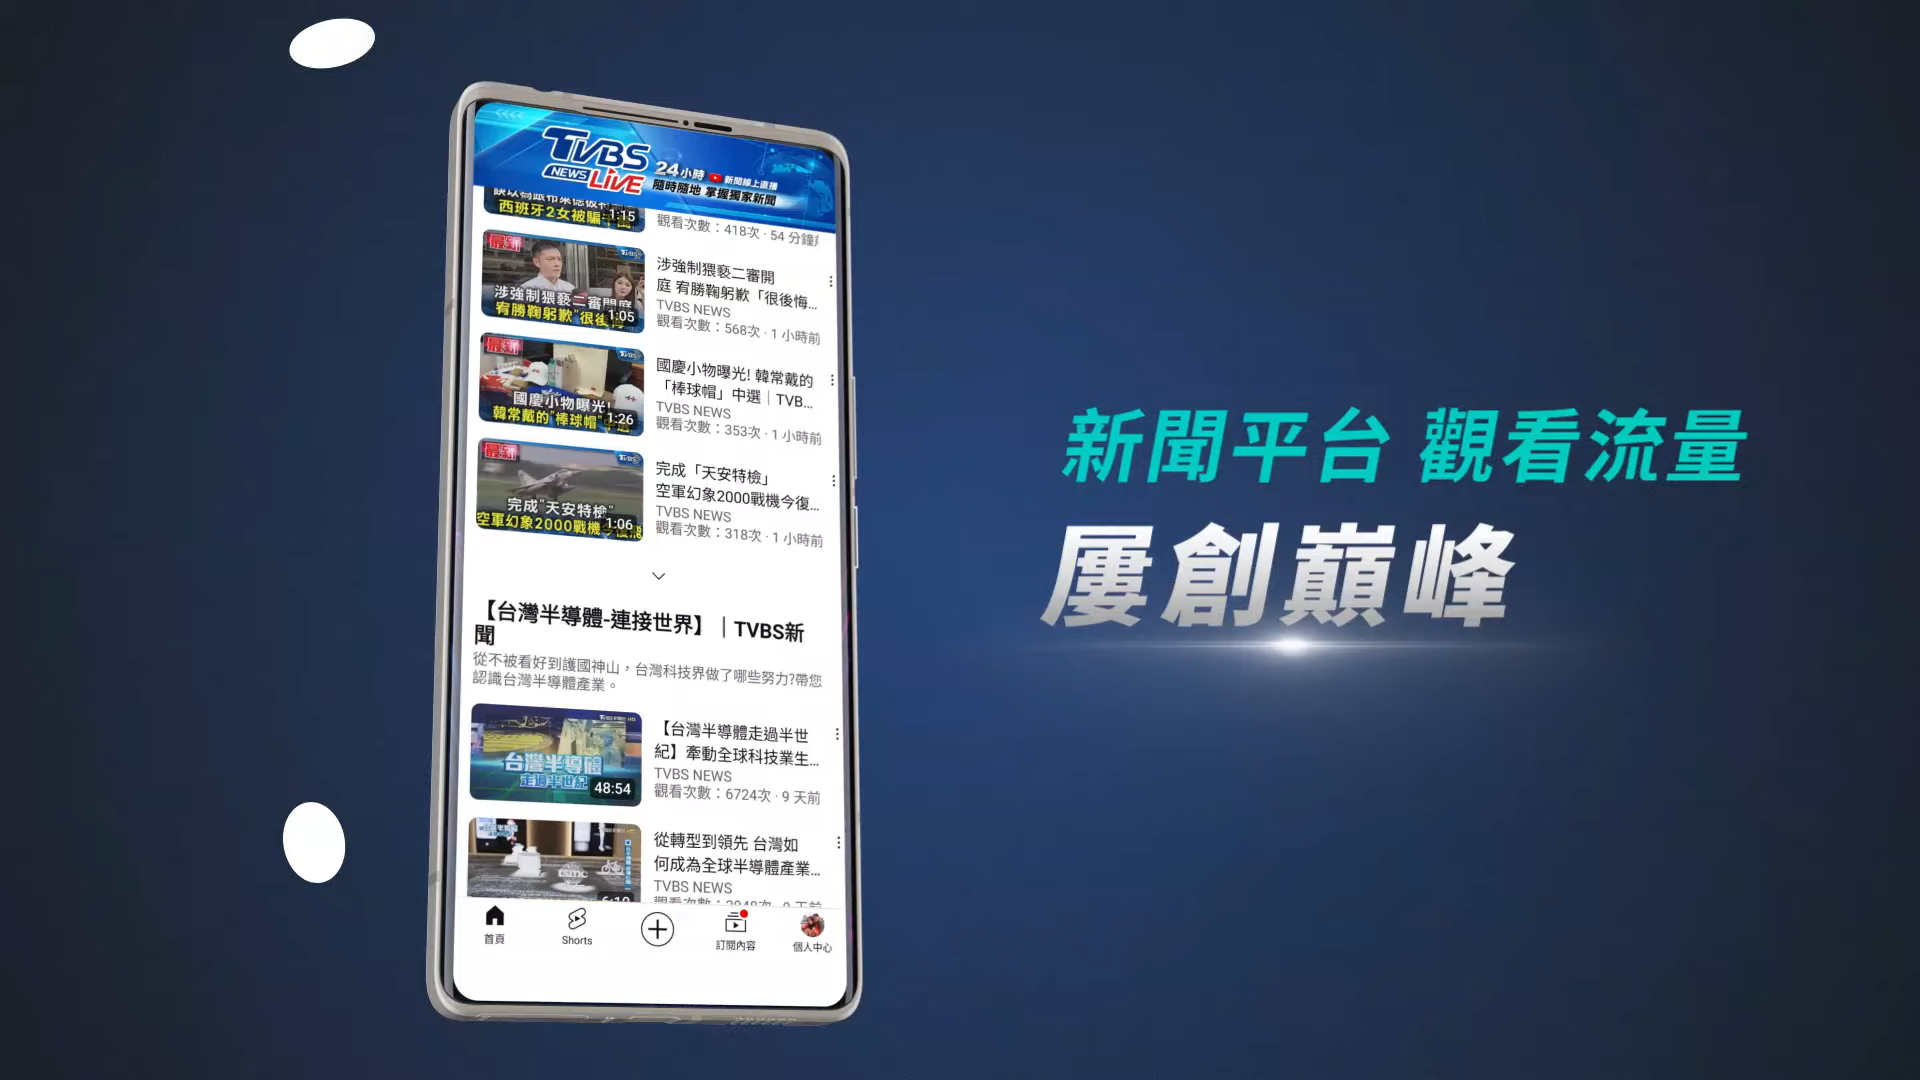 TVBS
NEWS LIVE
24小時 新聞線上直播
隨時隨地 掌握獨家新聞
西班牙2女被騙
1:15
觀看次數：418次 · 54 分鐘
最新
TVBS
涉強制猥褻二審開庭
宥勝鞠躬歉"很後悔
1:05
涉強制猥褻二審開
庭 宥勝鞠躬歉「很後悔...
TVBS NEWS
觀看次數：568次 · 1 小時前
最新
TVBS
國慶小物曝光!
韓常戴的"棒球帽"中選
1:26
國慶小物曝光! 韓常戴的
「棒球帽」中選｜TVB...
TVBS NEWS
觀看次數：353次 · 1 小時前
最新
TVBS
完成"天安特檢"
空軍幻象2000戰機今復飛
1:06
完成「天安特檢」
空軍幻象2000戰機今復...
TVBS NEWS
觀看次數：318次 · 1 小時前
【台灣半導體-連接世界】｜TVBS新
聞
從不被看好到護國神山，台灣科技界做了哪些努力?帶您
認識台灣半導體產業。
台灣半導體
走過半世紀
48:54
【台灣半導體走過半世
紀】牽動全球科技業生...
TVBS NEWS
觀看次數：6724次 · 9 天前
tsmc
從轉型到領先 台灣如
何成為全球半導體產業...
TVBS NEWS
首頁
Shorts
訂閱內容
個人中心
新聞平台 觀看流量
屢創巔峰